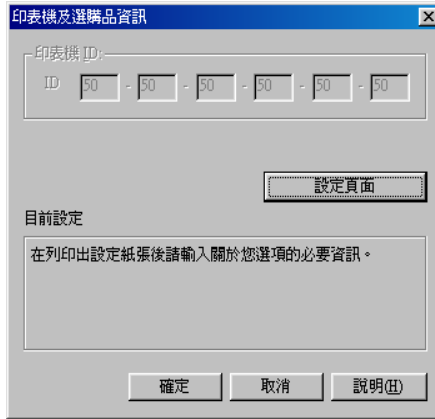 印表機及選購品資訊
印表機 ID:
ID 50 - 50 - 50 - 50 - 50 - 50
設定頁面
目前設定
在列印出設定紙張後請輸入關於您選項的必要資訊。
確定 取消 說明(H)